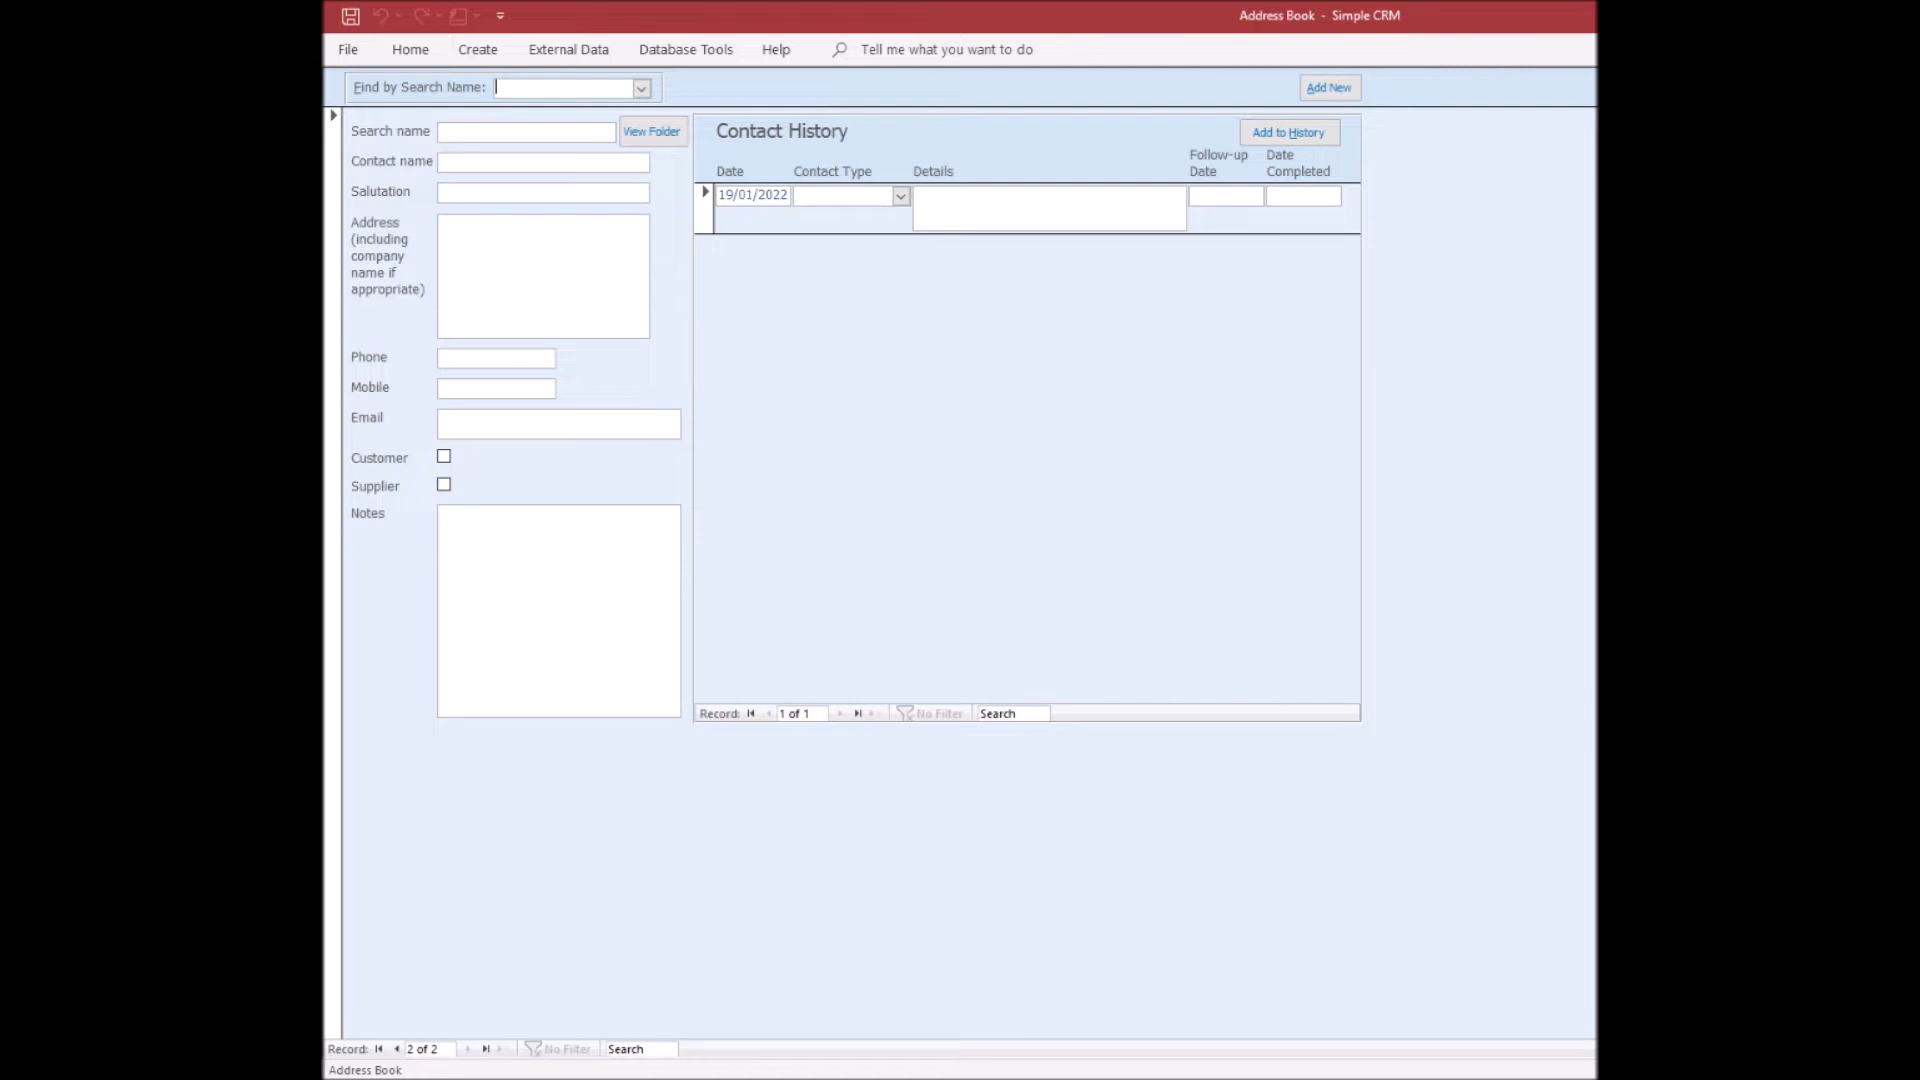 Address Book - Simple CRM
File Home Create External Data Database Tools Help Tell me what you want to do
Find by Search Name: Add New
Search name View Folder
Contact name
Salutation
Address
(including
company
name if
appropriate)
Phone
Mobile
Email
Customer
Supplier
Notes
Contact History Add to History
Date Contact Type Details Follow-up Date Date Completed
19/01/2022
Record: 1 of 1 No Filter Search
Record: 2 of 2 No Filter Search
Address Book